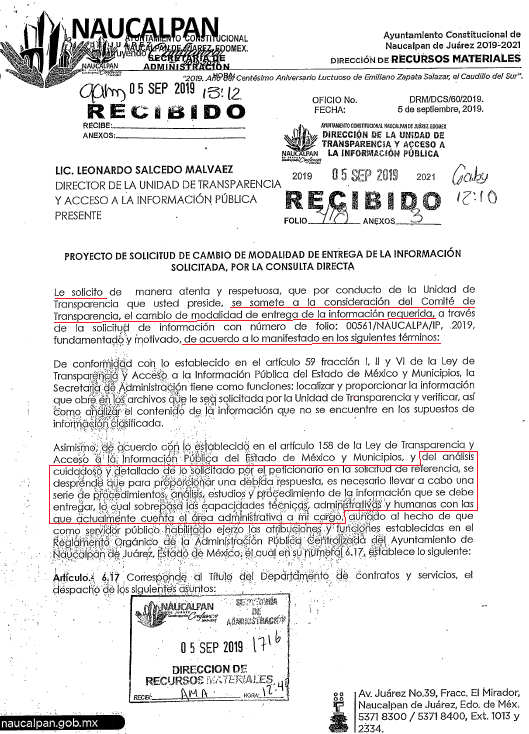 NAUCALPAN
AYUNTAMIENTO CONSTITUCIONAL
NAUCALPAN DE JUÁREZ, EDOMEX.
SECRETARÍA DE
ADMINISTRACIÓN
Ayuntamiento Constitucional de
Naucalpan de Juárez 2019-2021
DIRECCIÓN DE RECURSOS MATERIALES
"2019. Año del Centésimo Aniversario Luctuoso de Emiliano Zapata Salazar, el Caudillo del Sur".
HORA:
05 SEP 2019 13:12
RECIBIDO
RECIBE:
ANEXOS:
OFICIO No. DRM/DCS/60/2019.
FECHA: 5 de septiembre, 2019.
AYUNTAMIENTO CONSTITUCIONAL NAUCALPAN DE JUÁREZ, EDOMEX
DIRECCIÓN DE LA UNIDAD DE
TRANSPARENCIA Y ACCESO A
LA INFORMACIÓN PÚBLICA
NAUCALPAN
2019 05 SEP 2019 2021
Gaby
12:10
RECIBIDO
FOLIO 418 ANEXOS 3
LIC. LEONARDO SALCEDO MALVAEZ
DIRECTOR DE LA UNIDAD DE TRANSPARENCIA
Y ACCESO A LA INFORMACIÓN PÚBLICA
PRESENTE
PROYECTO DE SOLICITUD DE CAMBIO DE MODALIDAD DE ENTREGA DE LA INFORMACIÓN
SOLICITADA, POR LA CONSULTA DIRECTA
Le solicito de manera atenta y respetuosa, que por conducto de la Unidad de
Transparencia que usted preside, se somete a la consideración del Comité de
Transparencia, el cambio de modalidad de entrega de la información requerida, a través
de la solicitud de información con número de folio: 00561/NAUCALPA/IP, 2019,
fundamentado y motivado, de acuerdo a lo manifestado en los siguientes términos:
De conformidad con lo establecido en el artículo 59 fracción I, II y VI de la Ley de
Transparencia y Acceso a la Información Pública del Estado de México y Municipios, la
Secretaría de Administración tiene como funciones: localizar y proporcionar la información
que obre en los archivos que le sea solicitada por la Unidad de Transparencia y verificar, así
como analizar el contenido de la información que no se encuentre en los supuestos de
información clasificada.
Asimismo, de acuerdo con lo establecido en el artículo 158 de la Ley de Transparencia y
Acceso a la Información Pública del Estado de México y Municipios, y del análisis
cuidadoso y detallado de lo solicitado por el peticionario en la solicitud de referencia, se
desprende que para proporcionar una debida respuesta, es necesario llevar a cabo una
serie de procedimientos, análisis, estudios y procedimiento de la información que se debe
entregar, lo cual sobrepasa las capacidades técnicas, administrativas y humanas con las
que actualmente cuenta el área administrativa a mi cargo, aunado al hecho de que
como servidor público habilitado ejerzo las atribuciones y funciones establecidas en el
Reglamento Orgánico de la Administración Pública Centralizada del Ayuntamiento de
Naucalpan de Juárez, Estado de México, el cual en su numeral 6.17, establece lo siguiente:
Artículo.- 6.17 Corresponde al Título del Departamento de contratos y servicios, el
despacho de los siguientes asuntos:
NAUCALPAN
SECRETARÍA
DE
ADMINISTRACIÓN
05 SEP 2019 1716
DIRECCION DE
RECURSOS MATERIALES
RECIBE: AMA HORA: 12:49
Av. Juárez No.39, Fracc. El Mirador,
Naucalpan de Juárez, Edo. de Méx.
5371 8300 / 5371 8400, Ext. 1013 y
2334.
naucalpan.gob.mx